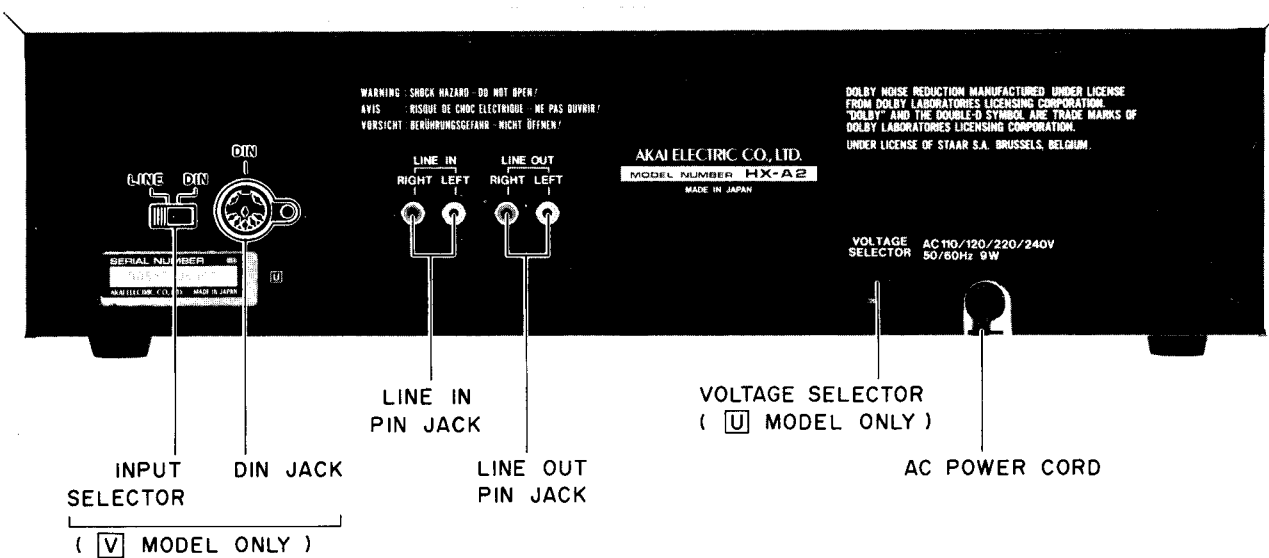 WARNING : SHOCK HAZARD - DO NOT OPEN!
AVIS : RISQUE DE CHOC ELECTRIQUE - NE PAS OUVRIR!
VORSICHT : BERÜHRUNGSGEFAHR - NICHT ÖFFNEN!
DOLBY NOISE REDUCTION MANUFACTURED UNDER LICENSE
FROM DOLBY LABORATORIES LICENSING CORPORATION.
"DOLBY" AND THE DOUBLE-D SYMBOL ARE TRADE MARKS OF
DOLBY LABORATORIES LICENSING CORPORATION.
UNDER LICENSE OF STAAR S.A. BRUSSELS, BELGIUM.
DIN
LINE DIN
LINE IN LINE OUT
RIGHT LEFT RIGHT LEFT
AKAI ELECTRIC CO., LTD.
MODEL NUMBER HX-A2
MADE IN JAPAN
VOLTAGE SELECTOR
AC 110/120/220/240V
50/60Hz 9W
SERIAL NUMBER
AKAI ELECTRIC CO., LTD. MADE IN JAPAN
U
LINE IN
PIN JACK
VOLTAGE SELECTOR
( U MODEL ONLY )
INPUT
SELECTOR
DIN JACK
LINE OUT
PIN JACK
AC POWER CORD
( V MODEL ONLY )